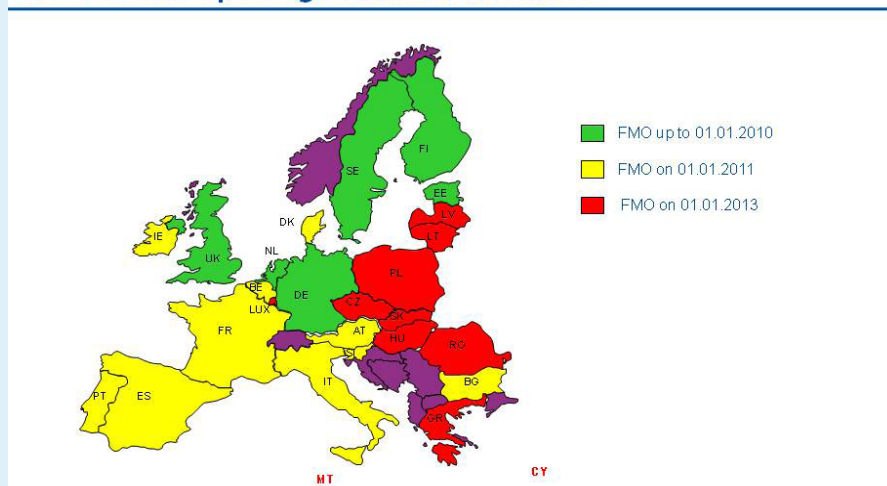 FMO up to 01.01.2010
FI
FMO on 01.01.2011
SE
EE
FMO on 01.01.2013
LV
DK
LT
IE
NL
UK
PL
BE
DE
CZ
LUX
SK
FR
AT
HU
RO
IT
BG
PT
ES
GR
MT
CY